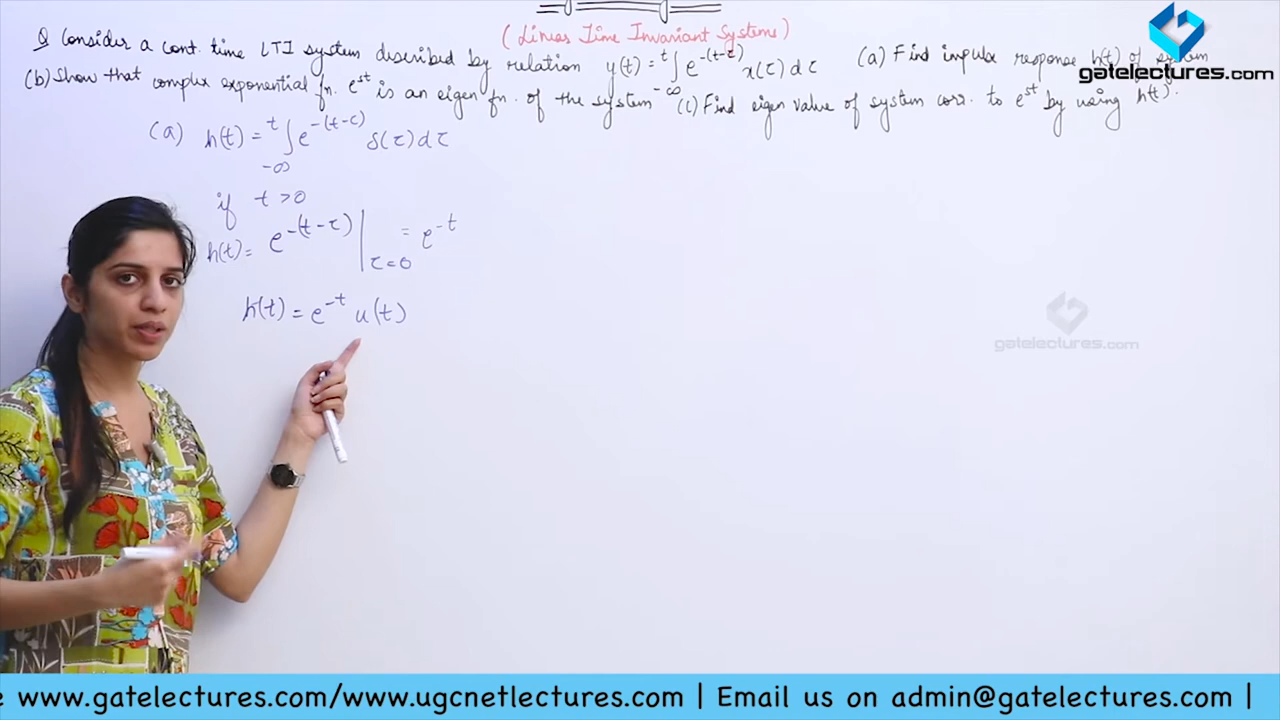 (Linear Time Invariant Systems)
Q Consider a cont. time LTI system described by relation y(t) = ∫_{-∞}^{t} e^{-(t-τ)} x(τ) dτ (a) Find impulse response h(t) of system
(b) Show that complex exponential fn. e^{st} is an eigen fn. of the system (c) Find eigen value of system corr. to e^{st} by using h(t).
(a) h(t) = ∫_{-∞}^{t} e^{-(t-τ)} δ(τ) dτ
if t > 0
h(t) = e^{-(t-τ)} |_{τ=0} = e^{-t}
h(t) = e^{-t} u(t)
gatelectures.com
gatelectures.com
www.gatelectures.com/www.ugcnetlectures.com | Email us on admin@gatelectures.com |